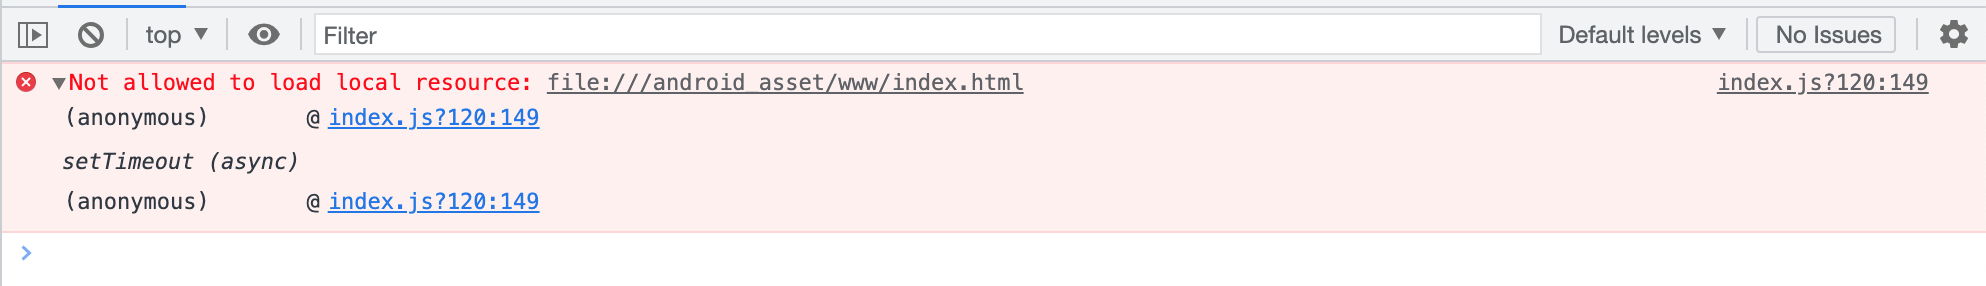 top ▼ Filter Default levels ▼ No Issues
▼Not allowed to load local resource: file:///android_asset/www/index.html index.js?120:149
(anonymous) @ index.js?120:149
setTimeout (async)
(anonymous) @ index.js?120:149